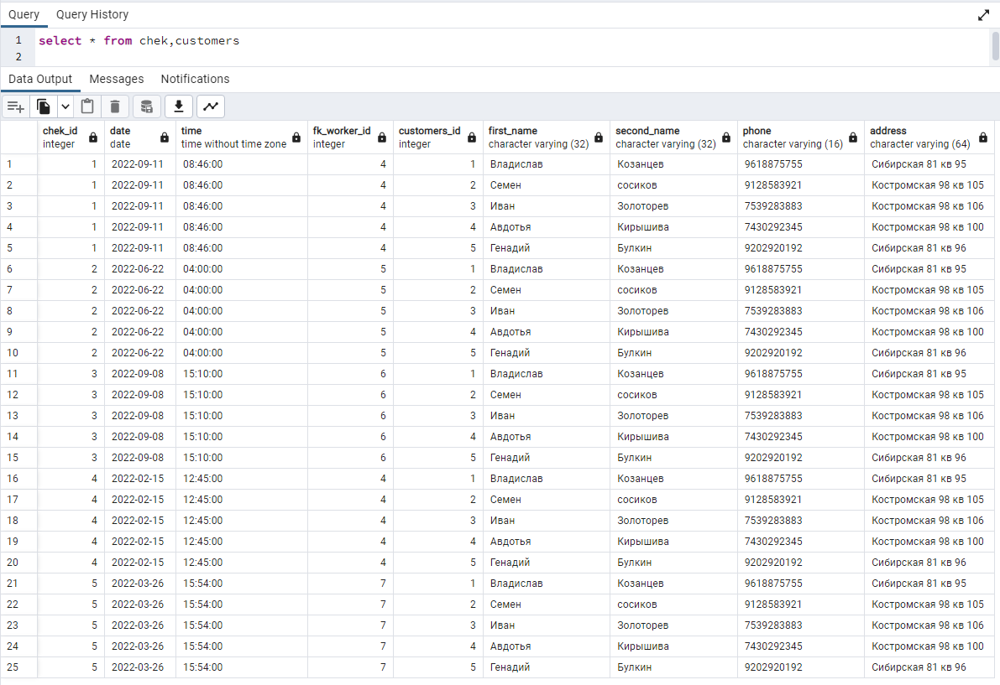 Query Query History
1 select * from chek,customers
2
Data Output Messages Notifications
chek_id date time fk_worker_id customers_id first_name second_name phone address
integer date time without time zone integer integer character varying (32) character varying (32) character varying (16) character varying (64)
1 1 2022-09-11 08:46:00 4 1 Владислав Козанцев 9618875755 Сибирская 81 кв 95
2 1 2022-09-11 08:46:00 4 2 Семен сосиков 9128583921 Костромская 98 кв 105
3 1 2022-09-11 08:46:00 4 3 Иван Золоторев 7539283883 Костромская 98 кв 106
4 1 2022-09-11 08:46:00 4 4 Авдотья Кирышива 7430292345 Костромская 98 кв 100
5 1 2022-09-11 08:46:00 4 5 Генадий Булкин 9202920192 Сибирская 81 кв 96
6 2 2022-06-22 04:00:00 5 1 Владислав Козанцев 9618875755 Сибирская 81 кв 95
7 2 2022-06-22 04:00:00 5 2 Семен сосиков 9128583921 Костромская 98 кв 105
8 2 2022-06-22 04:00:00 5 3 Иван Золоторев 7539283883 Костромская 98 кв 106
9 2 2022-06-22 04:00:00 5 4 Авдотья Кирышива 7430292345 Костромская 98 кв 100
10 2 2022-06-22 04:00:00 5 5 Генадий Булкин 9202920192 Сибирская 81 кв 96
11 3 2022-09-08 15:10:00 6 1 Владислав Козанцев 9618875755 Сибирская 81 кв 95
12 3 2022-09-08 15:10:00 6 2 Семен сосиков 9128583921 Костромская 98 кв 105
13 3 2022-09-08 15:10:00 6 3 Иван Золоторев 7539283883 Костромская 98 кв 106
14 3 2022-09-08 15:10:00 6 4 Авдотья Кирышива 7430292345 Костромская 98 кв 100
15 3 2022-09-08 15:10:00 6 5 Генадий Булкин 9202920192 Сибирская 81 кв 96
16 4 2022-02-15 12:45:00 4 1 Владислав Козанцев 9618875755 Сибирская 81 кв 95
17 4 2022-02-15 12:45:00 4 2 Семен сосиков 9128583921 Костромская 98 кв 105
18 4 2022-02-15 12:45:00 4 3 Иван Золоторев 7539283883 Костромская 98 кв 106
19 4 2022-02-15 12:45:00 4 4 Авдотья Кирышива 7430292345 Костромская 98 кв 100
20 4 2022-02-15 12:45:00 4 5 Генадий Булкин 9202920192 Сибирская 81 кв 96
21 5 2022-03-26 15:54:00 7 1 Владислав Козанцев 9618875755 Сибирская 81 кв 95
22 5 2022-03-26 15:54:00 7 2 Семен сосиков 9128583921 Костромская 98 кв 105
23 5 2022-03-26 15:54:00 7 3 Иван Золоторев 7539283883 Костромская 98 кв 106
24 5 2022-03-26 15:54:00 7 4 Авдотья Кирышива 7430292345 Костромская 98 кв 100
25 5 2022-03-26 15:54:00 7 5 Генадий Булкин 9202920192 Сибирская 81 кв 96